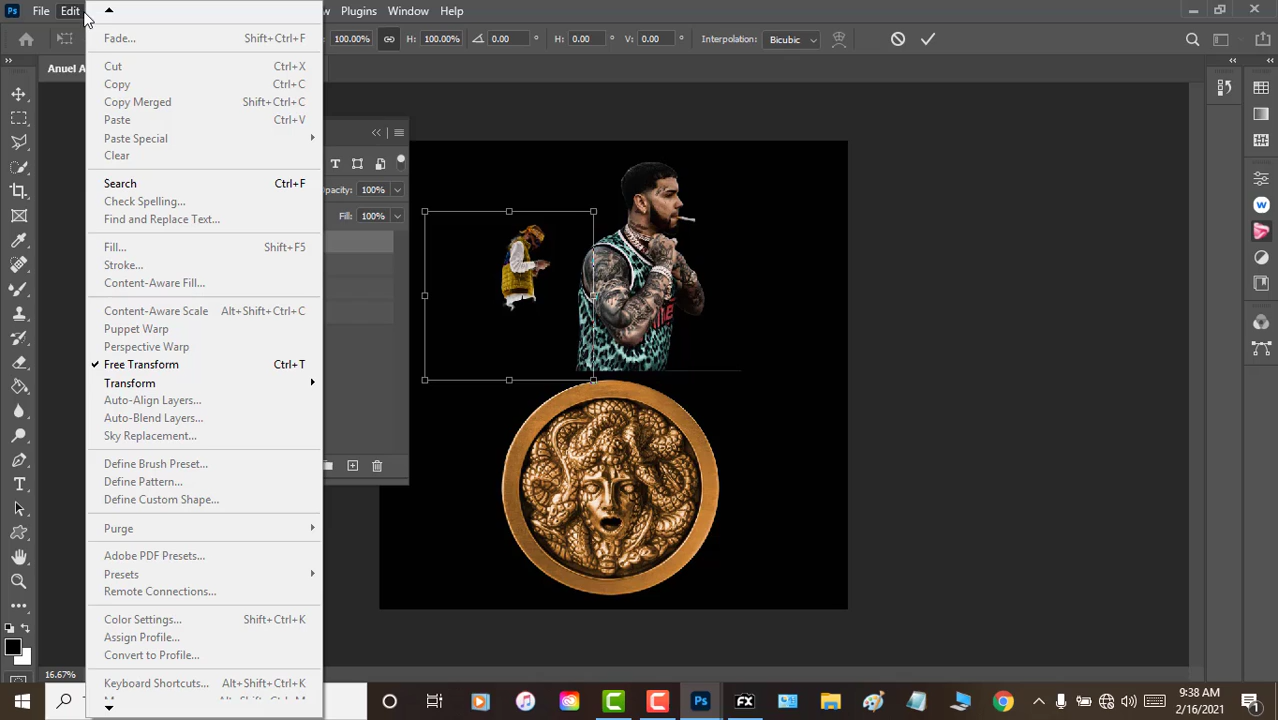 Ps File Edit w Plugins Window Help
100.00% H: 100.00% 0.00 ° H: 0.00 ° V: 0.00 ° Interpolation: Bicubic
Anuel A
Fade... Shift+Ctrl+F
Cut Ctrl+X
Copy Ctrl+C
Copy Merged Shift+Ctrl+C
Paste Ctrl+V
Paste Special
Clear
Search Ctrl+F
Check Spelling...
Find and Replace Text...
Fill... Shift+F5
Stroke...
Content-Aware Fill...
Content-Aware Scale Alt+Shift+Ctrl+C
Puppet Warp
Perspective Warp
Free Transform Ctrl+T
Transform
Auto-Align Layers...
Auto-Blend Layers...
Sky Replacement...
Define Brush Preset...
Define Pattern...
Define Custom Shape...
Purge
Adobe PDF Presets...
Presets
Remote Connections...
Color Settings... Shift+Ctrl+K
Assign Profile...
Convert to Profile...
Keyboard Shortcuts... Alt+Shift+Ctrl+K
Opacity: 100%
Fill: 100%
16.67%
Ps FX
9:38 AM
2/16/2021
1